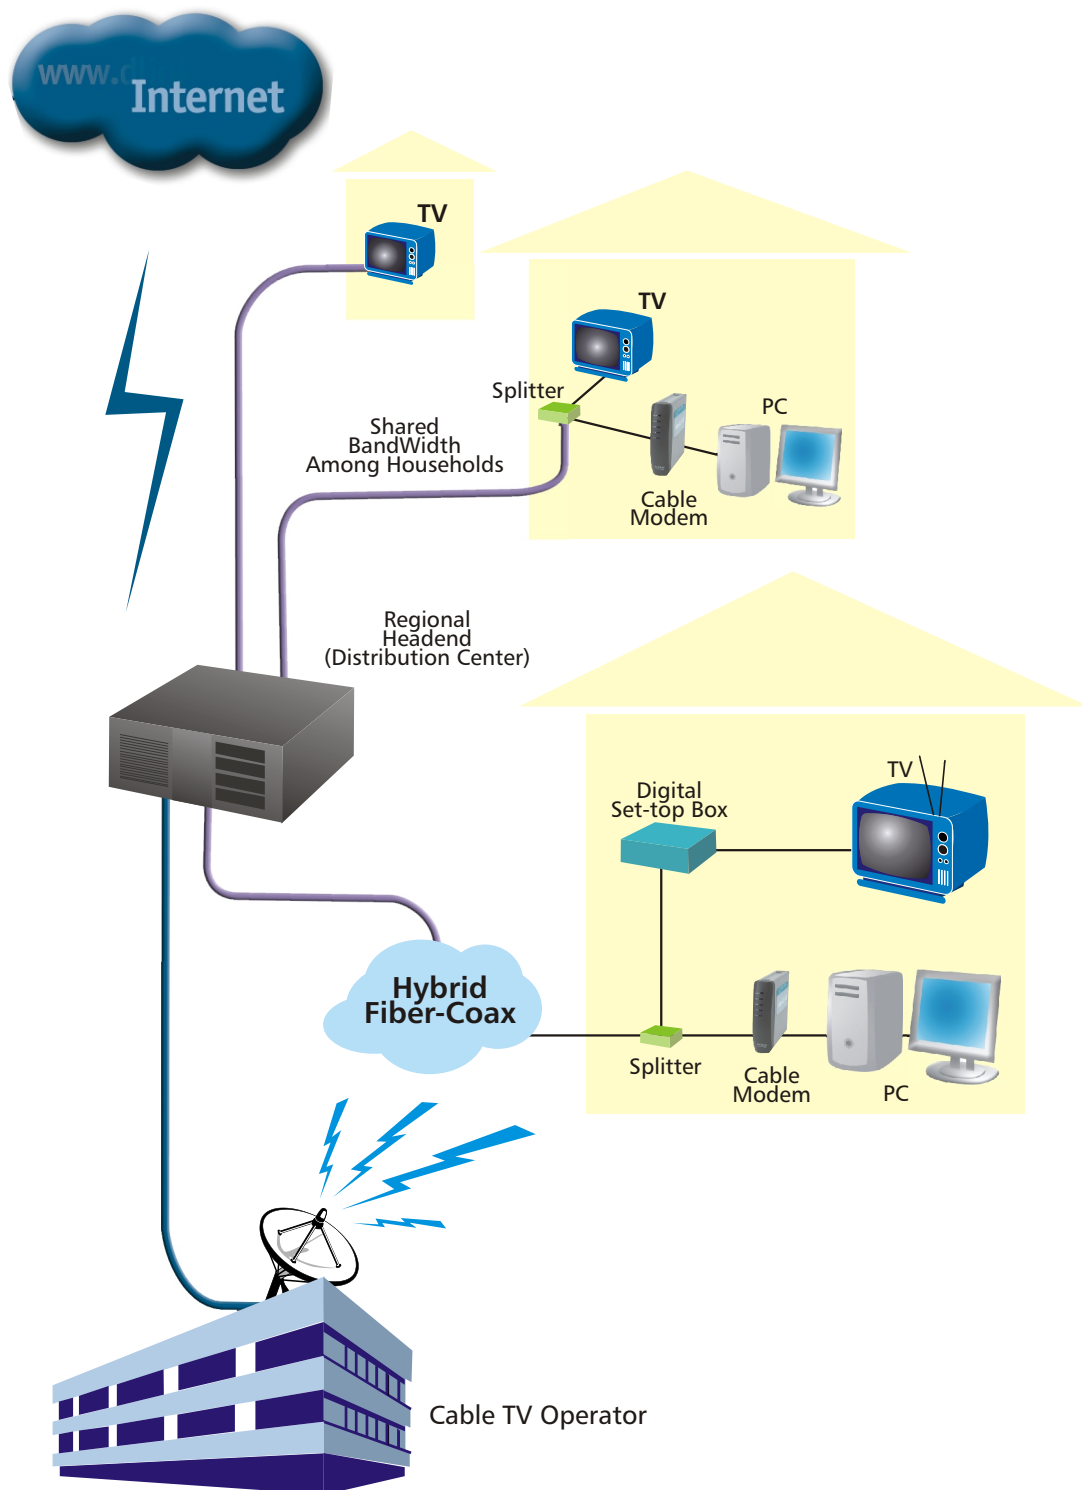 www.
Internet
TV
TV
Splitter
PC
Shared
BandWidth
Among Households
Cable
Modem
Regional
Headend
(Distribution Center)
TV
Digital
Set-top Box
Hybrid
Fiber-Coax
Splitter
Cable
Modem
PC
Cable TV Operator